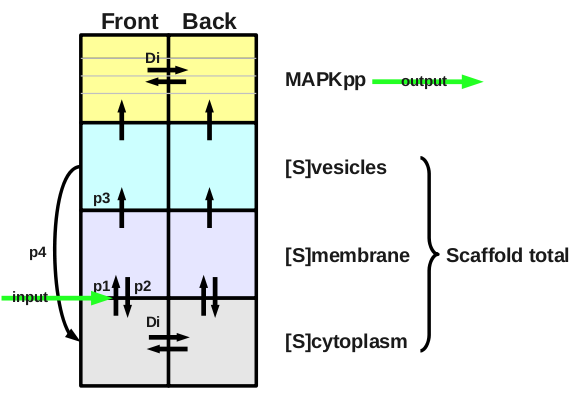 Front Back
Di
MAPKpp output
[S]vesicles
p3
p4
[S]membrane
Scaffold total
p1 p2
input
Di
[S]cytoplasm